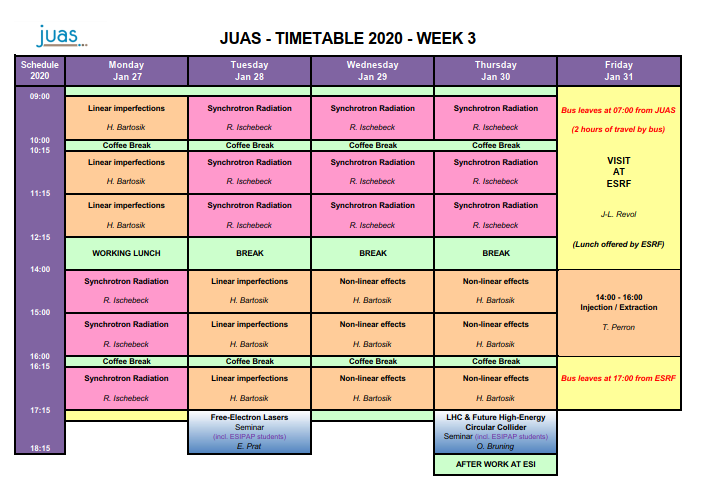 juas...
JUAS - TIMETABLE 2020 - WEEK 3
Schedule 2020
Monday Jan 27
Tuesday Jan 28
Wednesday Jan 29
Thursday Jan 30
Friday Jan 31
09:00
Linear imperfections
H. Bartosik
Synchrotron Radiation
R. Ischebeck
Synchrotron Radiation
R. Ischebeck
Synchrotron Radiation
R. Ischebeck
Bus leaves at 07:00 from JUAS
(2 hours of travel by bus)
10:00
Coffee Break
Coffee Break
Coffee Break
Coffee Break
10:15
Linear imperfections
H. Bartosik
Synchrotron Radiation
R. Ischebeck
Synchrotron Radiation
R. Ischebeck
Synchrotron Radiation
R. Ischebeck
VISIT
AT
ESRF
11:15
Linear imperfections
H. Bartosik
Synchrotron Radiation
R. Ischebeck
Synchrotron Radiation
R. Ischebeck
Synchrotron Radiation
R. Ischebeck
J-L. Revol
12:15
WORKING LUNCH
BREAK
BREAK
BREAK
(Lunch offered by ESRF)
14:00
Synchrotron Radiation
R. Ischebeck
Linear imperfections
H. Bartosik
Non-linear effects
H. Bartosik
Non-linear effects
H. Bartosik
14:00 - 16:00
Injection / Extraction
T. Perron
15:00
Synchrotron Radiation
R. Ischebeck
Linear imperfections
H. Bartosik
Non-linear effects
H. Bartosik
Non-linear effects
H. Bartosik
16:00
Coffee Break
Coffee Break
Coffee Break
Coffee Break
16:15
Synchrotron Radiation
R. Ischebeck
Linear imperfections
H. Bartosik
Non-linear effects
H. Bartosik
Non-linear effects
H. Bartosik
Bus leaves at 17:00 from ESRF
17:15
Free-Electron Lasers
Seminar
(incl. ESIPAP students)
E. Prat
LHC & Future High-Energy
Circular Collider
Seminar (incl. ESIPAP students)
O. Bruning
18:15
AFTER WORK AT ESI